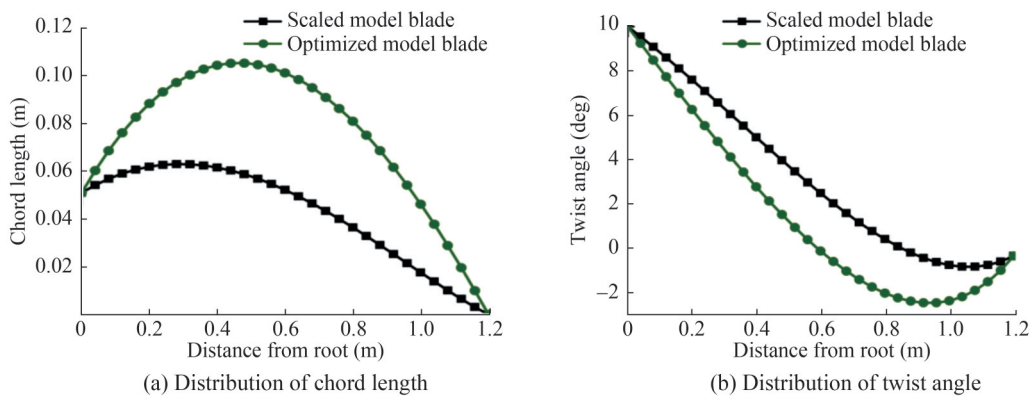 Scaled model blade
Optimized model blade
0.12
0.10
0.08
0.06
0.04
0.02
Chord length (m)
0
0.2
0.4
0.6
0.8
1.0
1.2
Distance from root (m)
(a) Distribution of chord length
Scaled model blade
Optimized model blade
10
8
6
4
2
0
−2
Twist angle (deg)
0
0.2
0.4
0.6
0.8
1.0
1.2
Distance from root (m)
(b) Distribution of twist angle